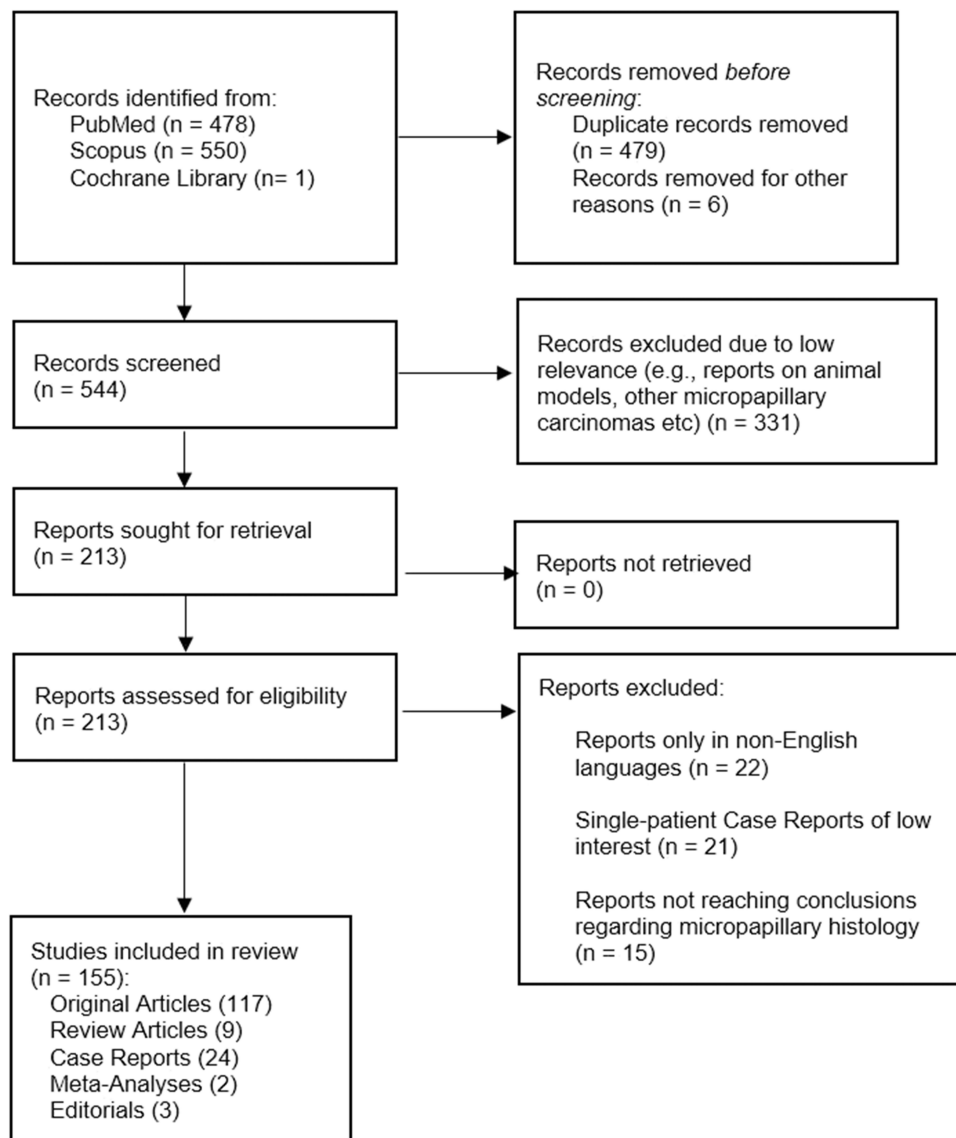 Records identified from:
PubMed (n = 478)
Scopus (n = 550)
Cochrane Library (n= 1)
Records removed before
screening:
Duplicate records removed
(n = 479)
Records removed for other
reasons (n = 6)
Records screened
(n = 544)
Records excluded due to low
relevance (e.g., reports on animal
models, other micropapillary
carcinomas etc) (n = 331)
Reports sought for retrieval
(n = 213)
Reports not retrieved
(n = 0)
Reports assessed for eligibility
(n = 213)
Reports excluded:
Reports only in non-English
languages (n = 22)
Single-patient Case Reports of low
interest (n = 21)
Reports not reaching conclusions
regarding micropapillary histology
(n = 15)
Studies included in review
(n = 155):
Original Articles (117)
Review Articles (9)
Case Reports (24)
Meta-Analyses (2)
Editorials (3)